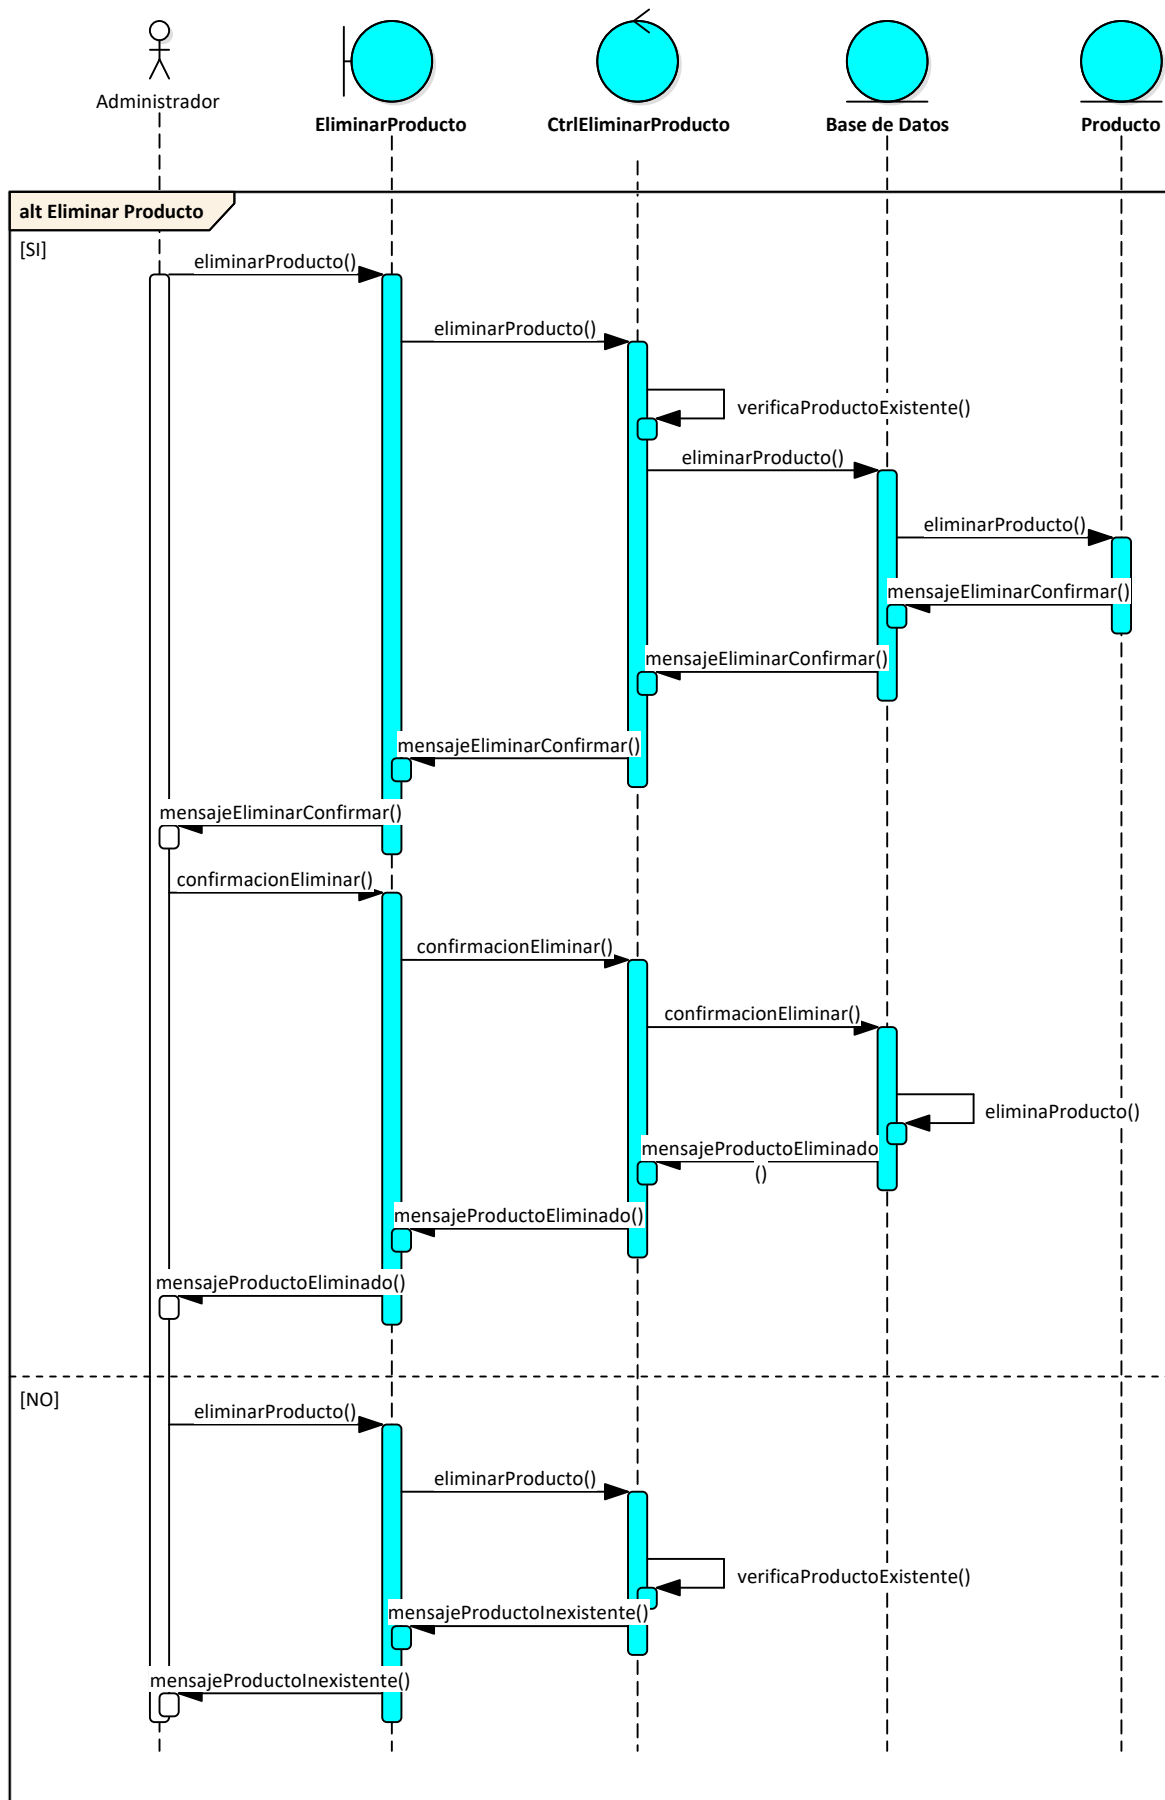 Administrador
EliminarProducto
CtrlEliminarProducto
Base de Datos
Producto
alt Eliminar Producto
[SI]
eliminarProducto()
eliminarProducto()
verificaProductoExistente()
eliminarProducto()
eliminarProducto()
mensajeEliminarConfirmar()
mensajeEliminarConfirmar()
mensajeEliminarConfirmar()
mensajeEliminarConfirmar()
confirmacionEliminar()
confirmacionEliminar()
confirmacionEliminar()
eliminaProducto()
mensajeProductoEliminado
()
mensajeProductoEliminado()
mensajeProductoEliminado()
[NO]
eliminarProducto()
eliminarProducto()
verificaProductoExistente()
mensajeProductoInexistente()
mensajeProductoInexistente()